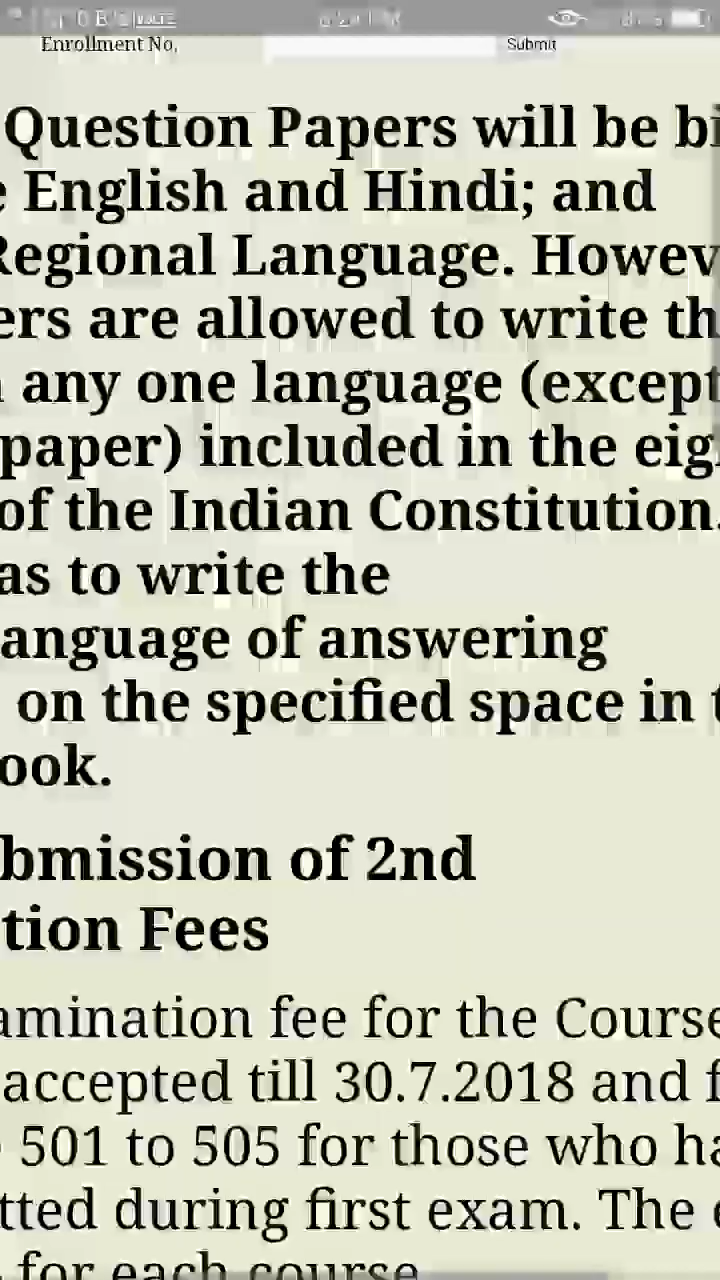 Enrollment No. Submit
Question Papers will be bi
e English and Hindi; and
Regional Language. Howev
ers are allowed to write th
any one language (except
paper) included in the eig
of the Indian Constitution.
as to write the
anguage of answering
on the specified space in t
ook.
bmission of 2nd
tion Fees
amination fee for the Course
accepted till 30.7.2018 and f
501 to 505 for those who ha
tted during first exam. The e
for each course